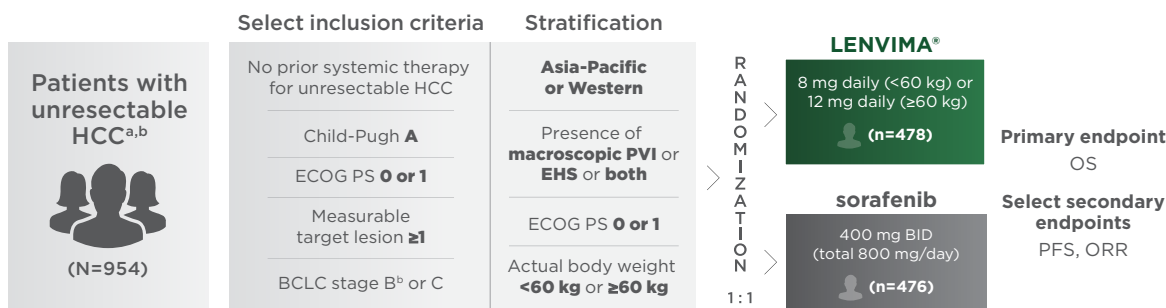 Patients with
unresectable
HCCa,b
(N=954)
Select inclusion criteria
No prior systemic therapy
for unresectable HCC
Child-Pugh A
ECOG PS 0 or 1
Measurable
target lesion ≥1
BCLC stage Bb or C
Stratification
Asia-Pacific
or Western
Presence of
macroscopic PVI or
EHS or both
ECOG PS 0 or 1
Actual body weight
<60 kg or ≥60 kg
RANDOMIZATION
1:1
LENVIMA®
8 mg daily (<60 kg) or
12 mg daily (≥60 kg)
(n=478)
sorafenib
400 mg BID
(total 800 mg/day)
(n=476)
Primary endpoint
OS
Select secondary
endpoints
PFS, ORR